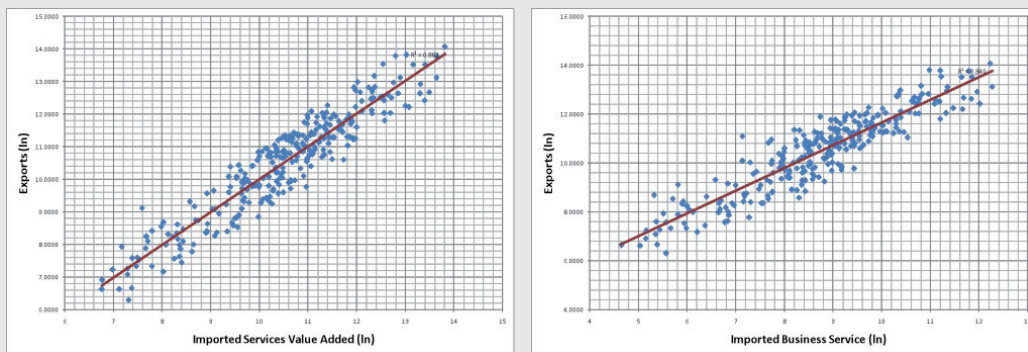 15.0000
14.0000
13.0000
12.0000
11.0000
10.0000
9.0000
8.0000
7.0000
6.0000
Exports (ln)
6 7 8 9 10 11 12 13 14 15
Imported Services Value Added (ln)
16.0000
14.0000
12.0000
10.0000
8.0000
6.0000
4.0000
Exports (ln)
4 5 6 7 8 9 10 11 12
Imported Business Service (ln)